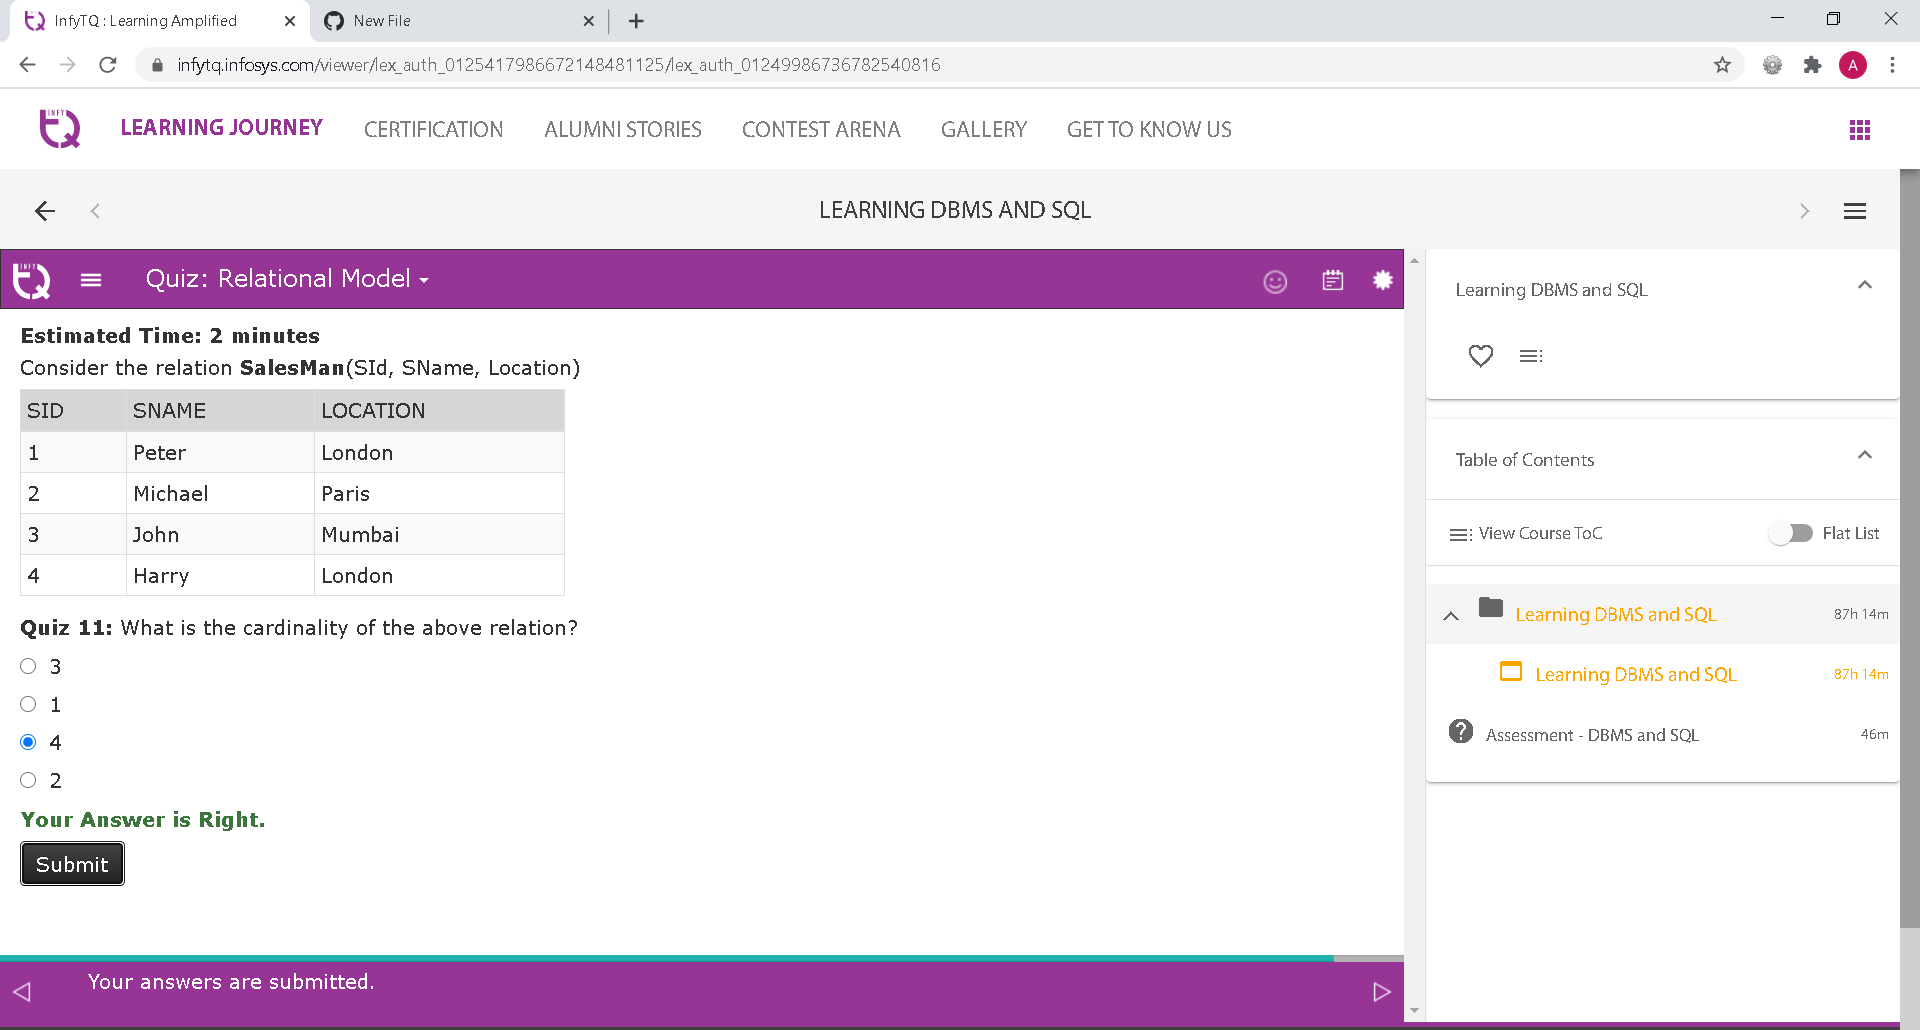 InfyTQ : Learning Amplified
New File
infytq.infosys.com/viewer/lex_auth_0125417986672148481125/lex_auth_01249986736782540816
A
INFY TQ
LEARNING JOURNEY
CERTIFICATION
ALUMNI STORIES
CONTEST ARENA
GALLERY
GET TO KNOW US
LEARNING DBMS AND SQL
INFY TQ
Quiz: Relational Model
Estimated Time: 2 minutes
Consider the relation SalesMan(SId, SName, Location)
SID SNAME LOCATION
1 Peter London
2 Michael Paris
3 John Mumbai
4 Harry London
Quiz 11: What is the cardinality of the above relation?
3
1
4
2
Your Answer is Right.
Submit
Your answers are submitted.
Learning DBMS and SQL
Table of Contents
View Course ToC
Flat List
Learning DBMS and SQL 87h 14m
Learning DBMS and SQL 87h 14m
Assessment - DBMS and SQL 46m